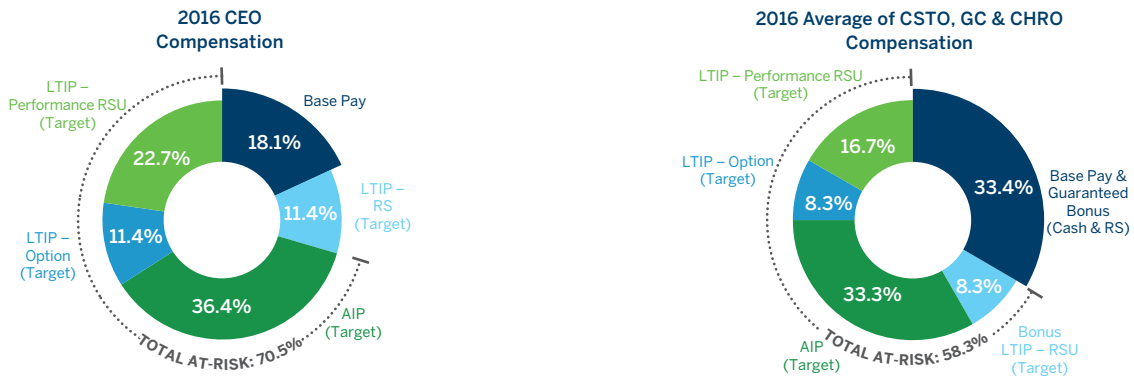 2016 CEO
Compensation
LTIP –
Performance RSU
(Target)
Base Pay
18.1%
22.7%
LTIP –
RS
(Target)
11.4%
11.4%
LTIP –
Option
(Target)
36.4%
AIP
(Target)
TOTAL AT-RISK: 70.5%
2016 Average of CSTO, GC & CHRO
Compensation
LTIP – Performance RSU
(Target)
16.7%
LTIP – Option
(Target)
8.3%
33.4%
Base Pay &
Guaranteed
Bonus
(Cash & RS)
33.3%
8.3%
Bonus
LTIP – RSU
(Target)
AIP
(Target)
TOTAL AT-RISK: 58.3%